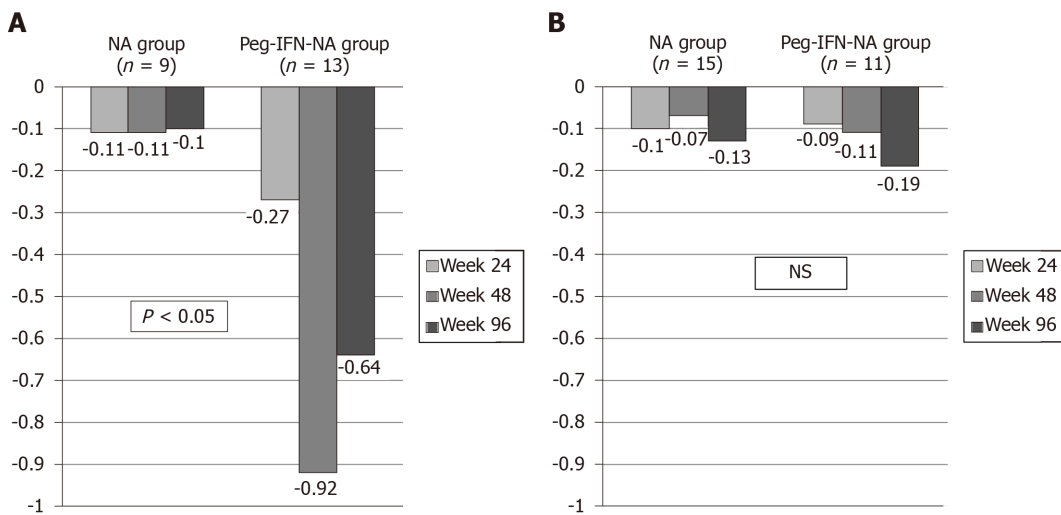 A
NA group
(n = 9)
Peg-IFN-NA group
(n = 13)
0
-0.1
-0.2
-0.3
-0.4
-0.5
-0.6
-0.7
-0.8
-0.9
-1
-0.11
-0.11
-0.1
-0.27
-0.92
-0.64
P < 0.05
Week 24
Week 48
Week 96
B
NA group
(n = 15)
Peg-IFN-NA group
(n = 11)
0
-0.1
-0.2
-0.3
-0.4
-0.5
-0.6
-0.7
-0.8
-0.9
-1
-0.1
-0.07
-0.13
-0.09
-0.11
-0.19
NS
Week 24
Week 48
Week 96